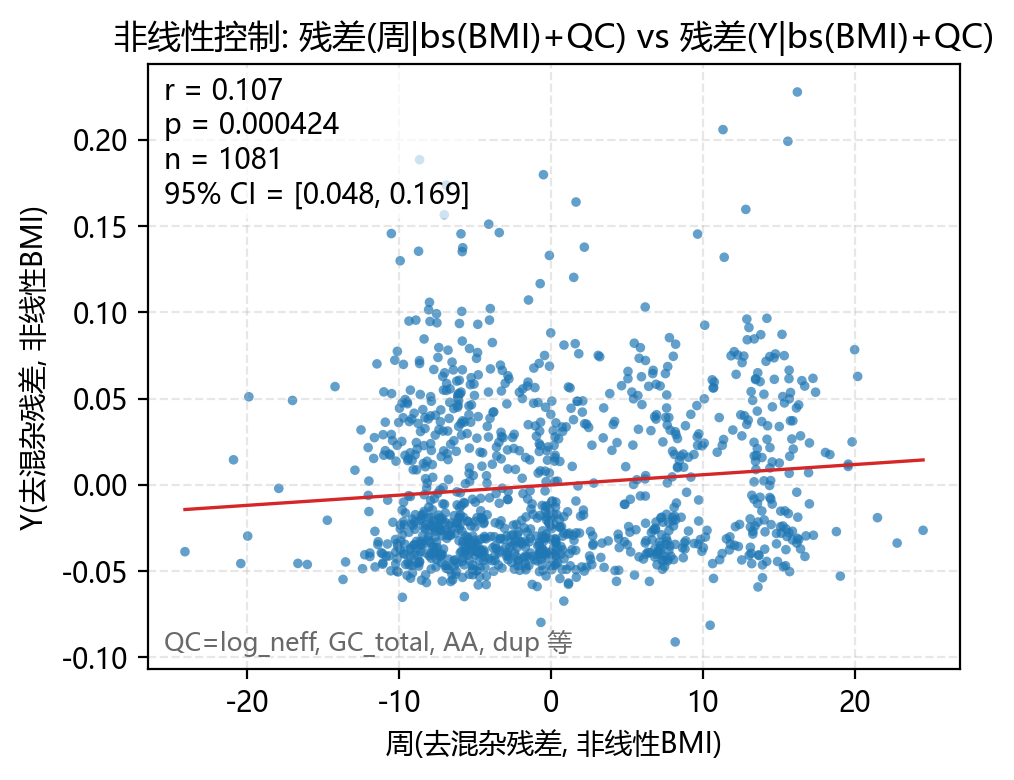 非线性控制: 残差(周|bs(BMI)+QC) vs 残差(Y|bs(BMI)+QC)
r = 0.107
p = 0.000424
n = 1081
95% CI = [0.048, 0.169]
0.20
0.15
0.10
0.05
0.00
-0.05
-0.10
Y(去混杂残差, 非线性BMI)
QC=log_neff, GC_total, AA, dup 等
-20
-10
0
10
20
周(去混杂残差, 非线性BMI)